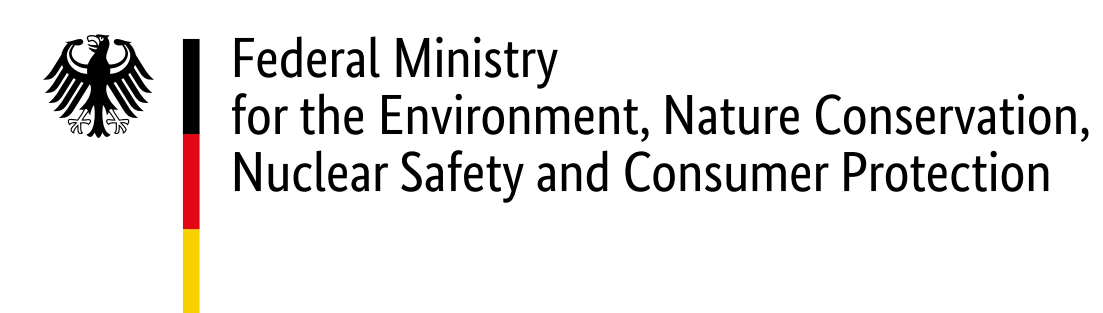 Federal Ministry
for the Environment, Nature Conservation,
Nuclear Safety and Consumer Protection